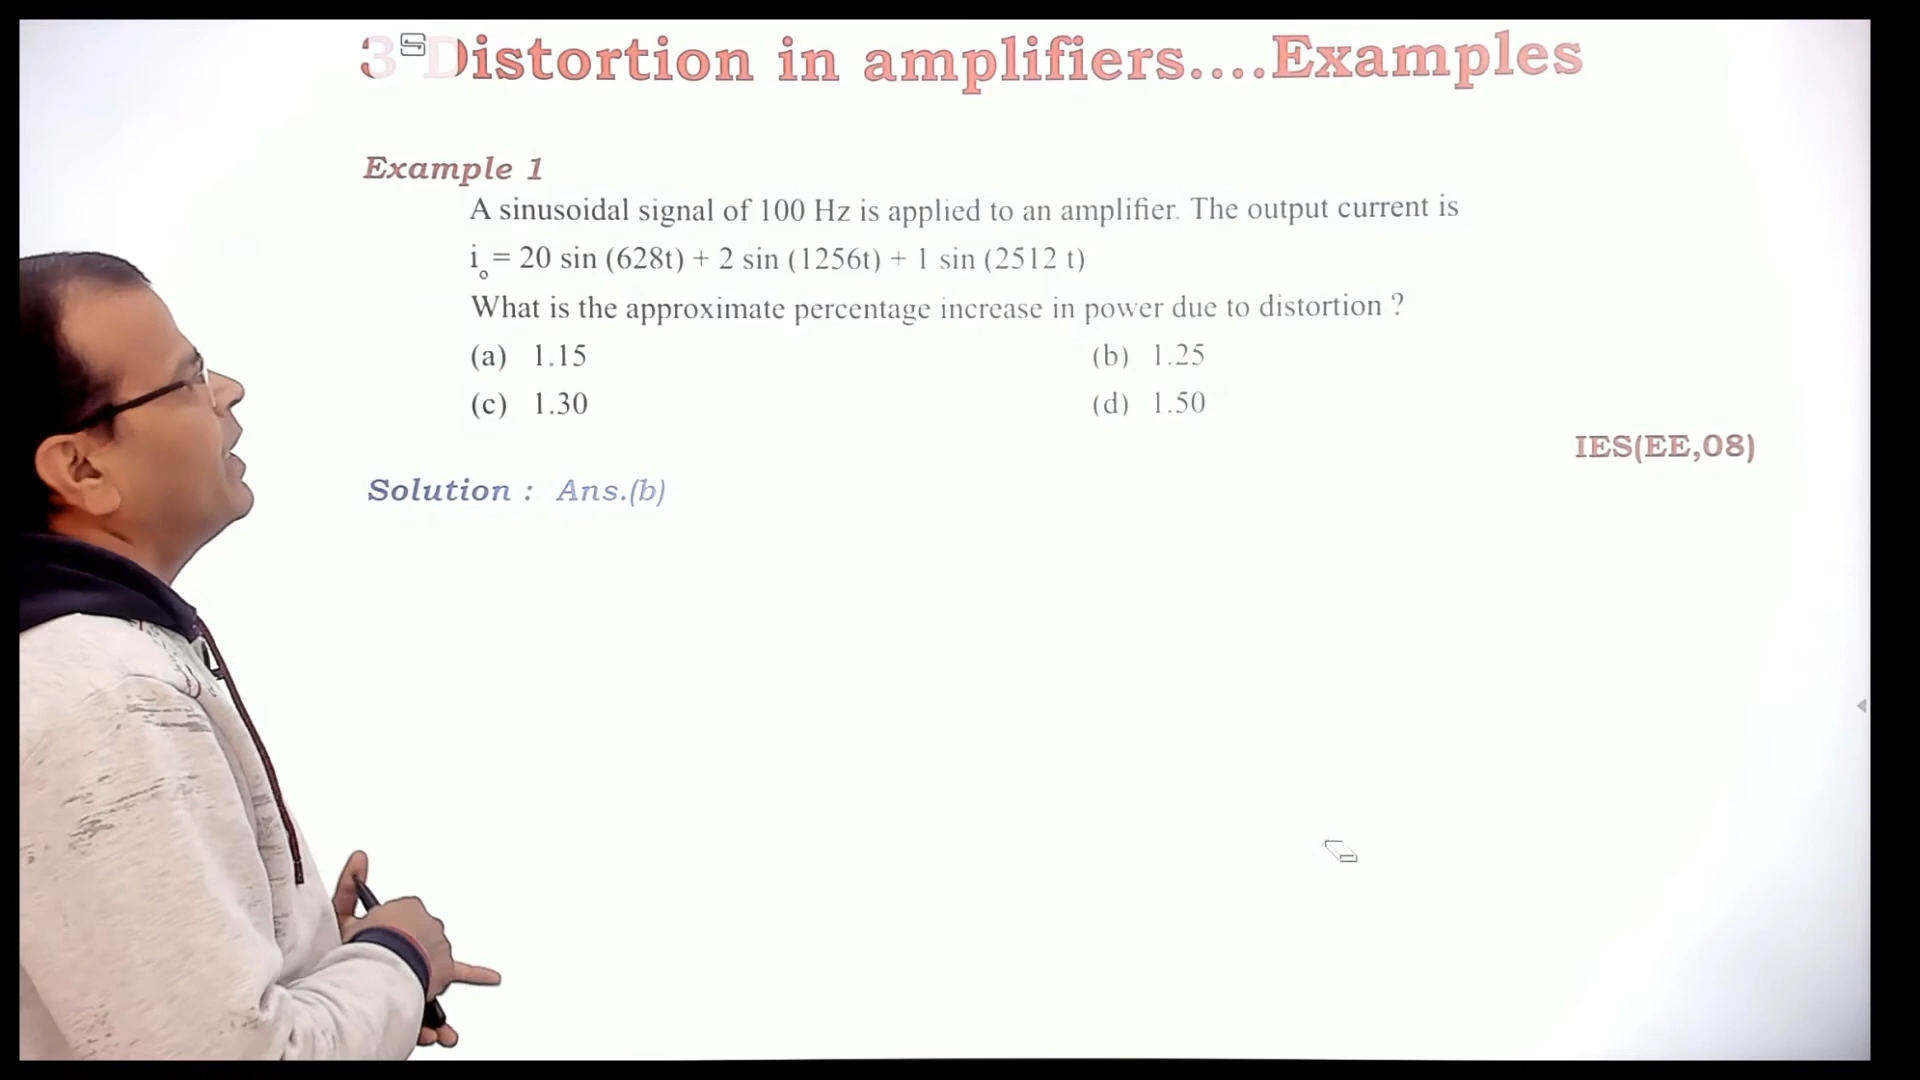 3 Distortion in amplifiers....Examples
Example 1
A sinusoidal signal of 100 Hz is applied to an amplifier. The output current is
i₀ = 20 sin (628t) + 2 sin (1256t) + 1 sin (2512 t)
What is the approximate percentage increase in power due to distortion ?
(a) 1.15 (b) 1.25
(c) 1.30 (d) 1.50
IES(EE,08)
Solution : Ans.(b)